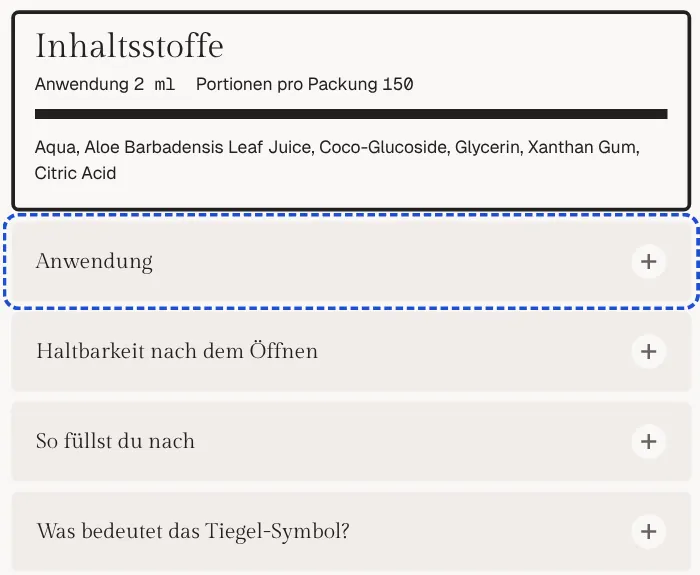 Inhaltsstoffe
Anwendung 2 ml Portionen pro Packung 150
Aqua, Aloe Barbadensis Leaf Juice, Coco-Glucoside, Glycerin, Xanthan Gum,
Citric Acid
Anwendung
Haltbarkeit nach dem Öffnen
So füllst du nach
Was bedeutet das Tiegel-Symbol?